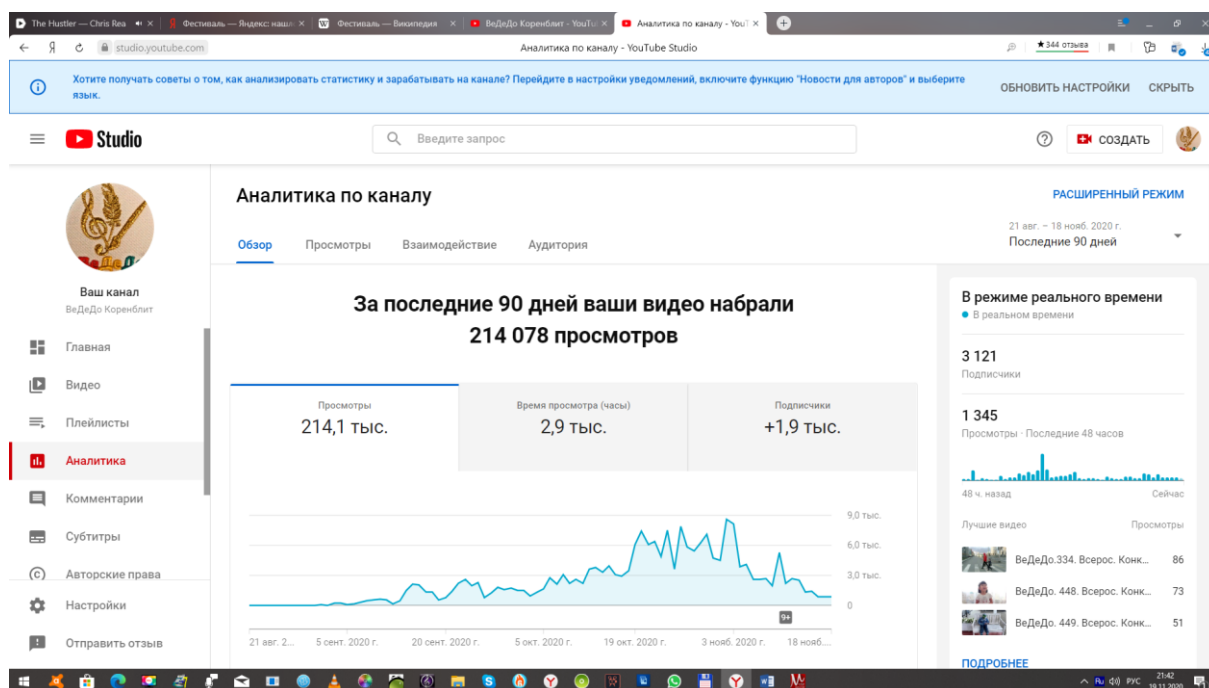 The Hustler — Chris Rea
Фестиваль — Яндекс: нашл
Фестиваль — Википедия
ВеДеДо Коренблит - YouTu
Аналитика по каналу - YouT
studio.youtube.com
Аналитика по каналу - YouTube Studio
★344 отзыва
Хотите получать советы о том, как анализировать статистику и зарабатывать на канале? Перейдите в настройки уведомлений, включите функцию "Новости для авторов" и выберите
язык.
ОБНОВИТЬ НАСТРОЙКИ СКРЫТЬ
Studio
Введите запрос
СОЗДАТЬ
Ваш канал
ВеДеДо Коренблит
Главная
Видео
Плейлисты
Аналитика
Комментарии
Субтитры
Авторские права
Настройки
Отправить отзыв
Аналитика по каналу
РАСШИРЕННЫЙ РЕЖИМ
Обзор Просмотры Взаимодействие Аудитория
21 авг. – 18 нояб. 2020 г.
Последние 90 дней
За последние 90 дней ваши видео набрали
214 078 просмотров
Просмотры
214,1 тыс.
Время просмотра (часы)
2,9 тыс.
Подписчики
+1,9 тыс.
9,0 тыс.
6,0 тыс.
3,0 тыс.
0
9+
21 авг. 2... 5 сент. 2020 г. 20 сент. 2020 г. 5 окт. 2020 г. 19 окт. 2020 г. 3 нояб. 2020 г. 18 нояб....
В режиме реального времени
В реальном времени
3 121
Подписчики
1 345
Просмотры · Последние 48 часов
48 ч. назад Сейчас
Лучшие видео Просмотры
ВеДеДо.334. Всерос. Конк... 86
ВеДеДо. 448. Всерос. Конк... 73
ВеДеДо. 449. Всерос. Конк... 51
ПОДРОБНЕЕ
РУС
21:42
19.11.2020